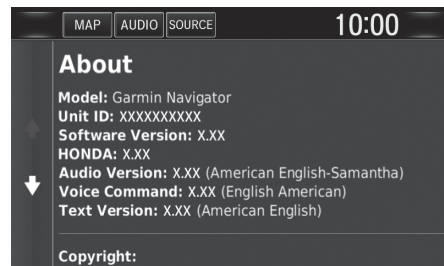 MAP AUDIO SOURCE 10:00
About
Model: Garmin Navigator
Unit ID: XXXXXXXXXX
Software Version: X.XX
HONDA: X.XX
Audio Version: X.XX (American English-Samantha)
Voice Command: X.XX (English American)
Text Version: X.XX (American English)
Copyright: